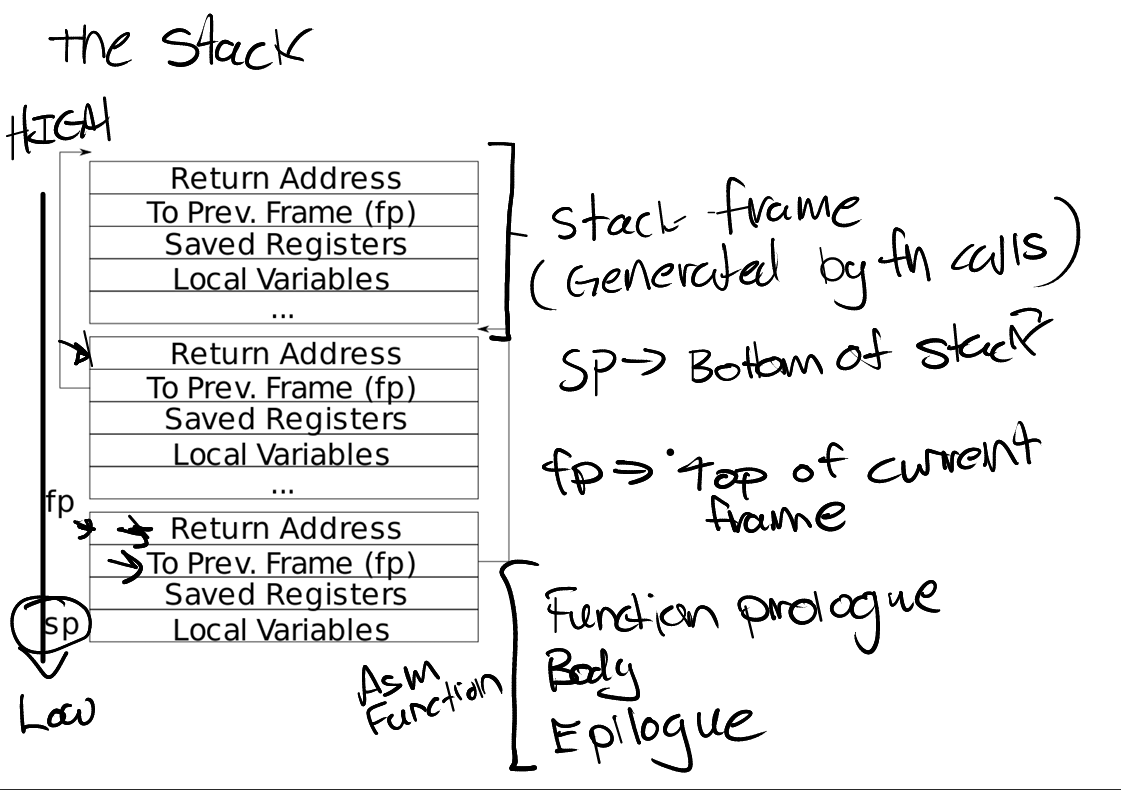 the Stack
HIGH
Return Address
To Prev. Frame (fp)
Saved Registers
Local Variables
...
Stack frame
(Generated by fn calls)
Return Address
To Prev. Frame (fp)
Saved Registers
Local Variables
...
SP → Bottom of stack
fp ⇒ Top of current
frame
fp
Return Address
To Prev. Frame (fp)
Saved Registers
Local Variables
sp
Low
Asm
Function
Function prologue
Body
Epilogue